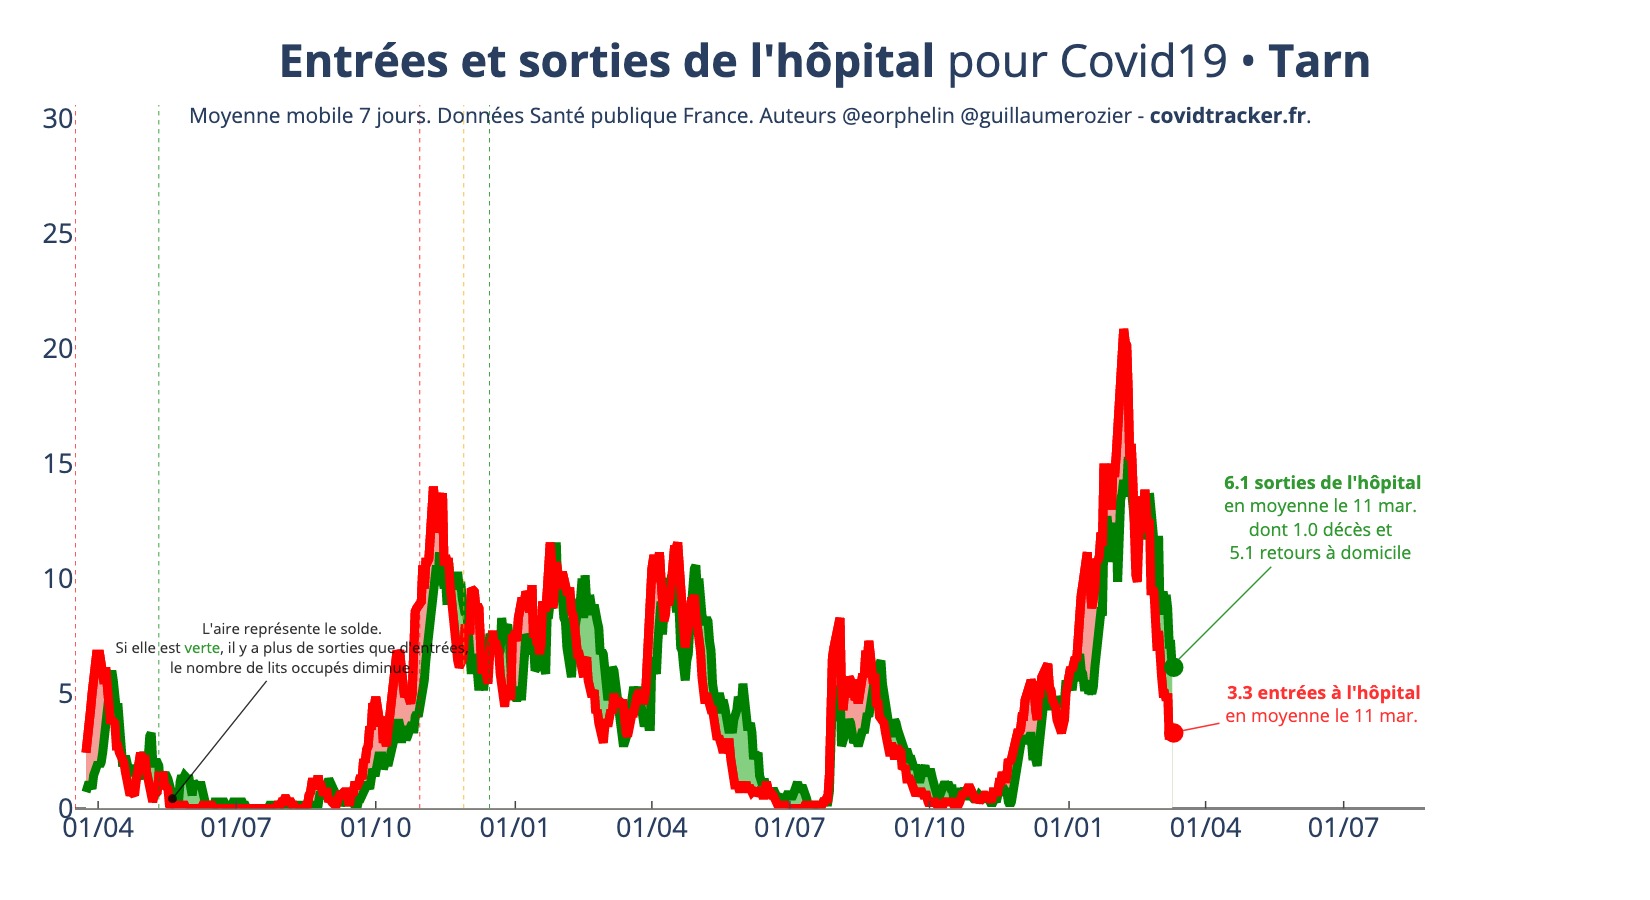 Entrées et sorties de l'hôpital pour Covid19 • Tarn
Moyenne mobile 7 jours. Données Santé publique France. Auteurs @eorphelin @guillaumerozier - covidtracker.fr.
30
25
20
15
10
5
0
L'aire représente le solde.
Si elle est verte, il y a plus de sorties que d'entrées,
le nombre de lits occupés diminue.
6.1 sorties de l'hôpital
en moyenne le 11 mar.
dont 1.0 décès et
5.1 retours à domicile
3.3 entrées à l'hôpital
en moyenne le 11 mar.
01/04 01/07 01/10 01/01 01/04 01/07 01/10 01/01 01/04 01/07